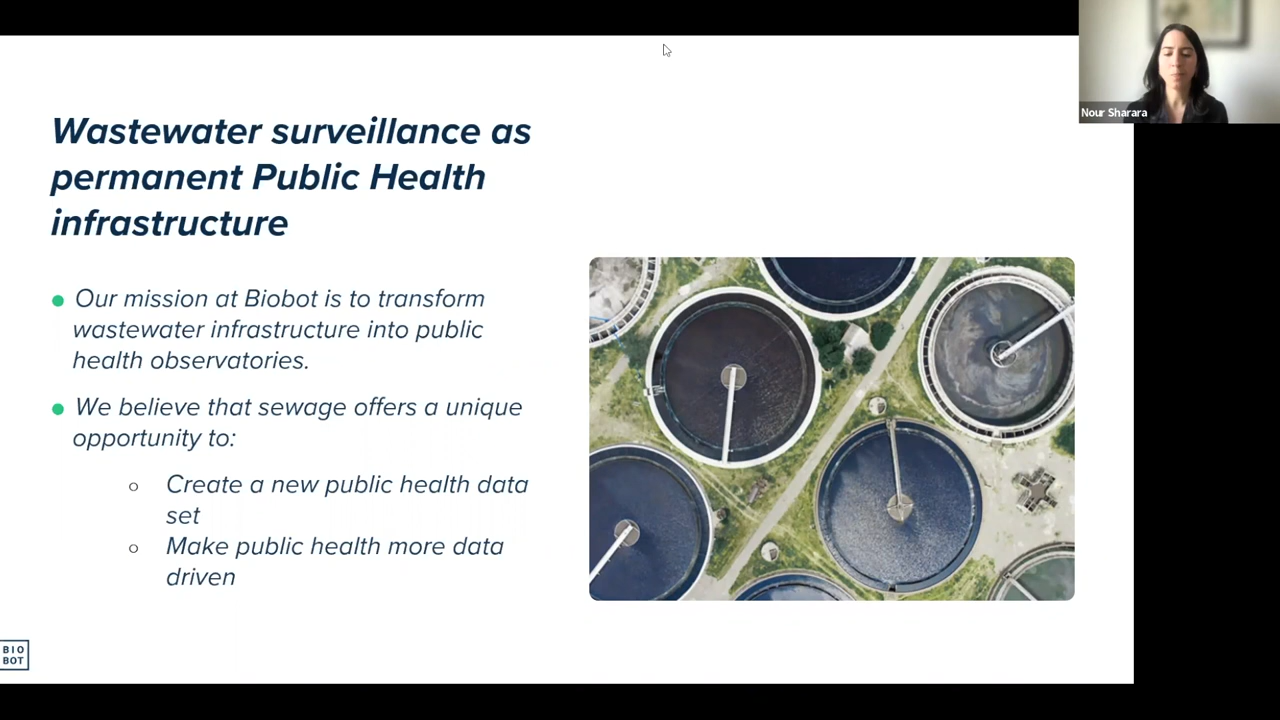 Nour Sharara
Wastewater surveillance as
permanent Public Health
infrastructure
Our mission at Biobot is to transform
wastewater infrastructure into public
health observatories.
We believe that sewage offers a unique
opportunity to:
Create a new public health data
set
Make public health more data
driven
BIO
BOT